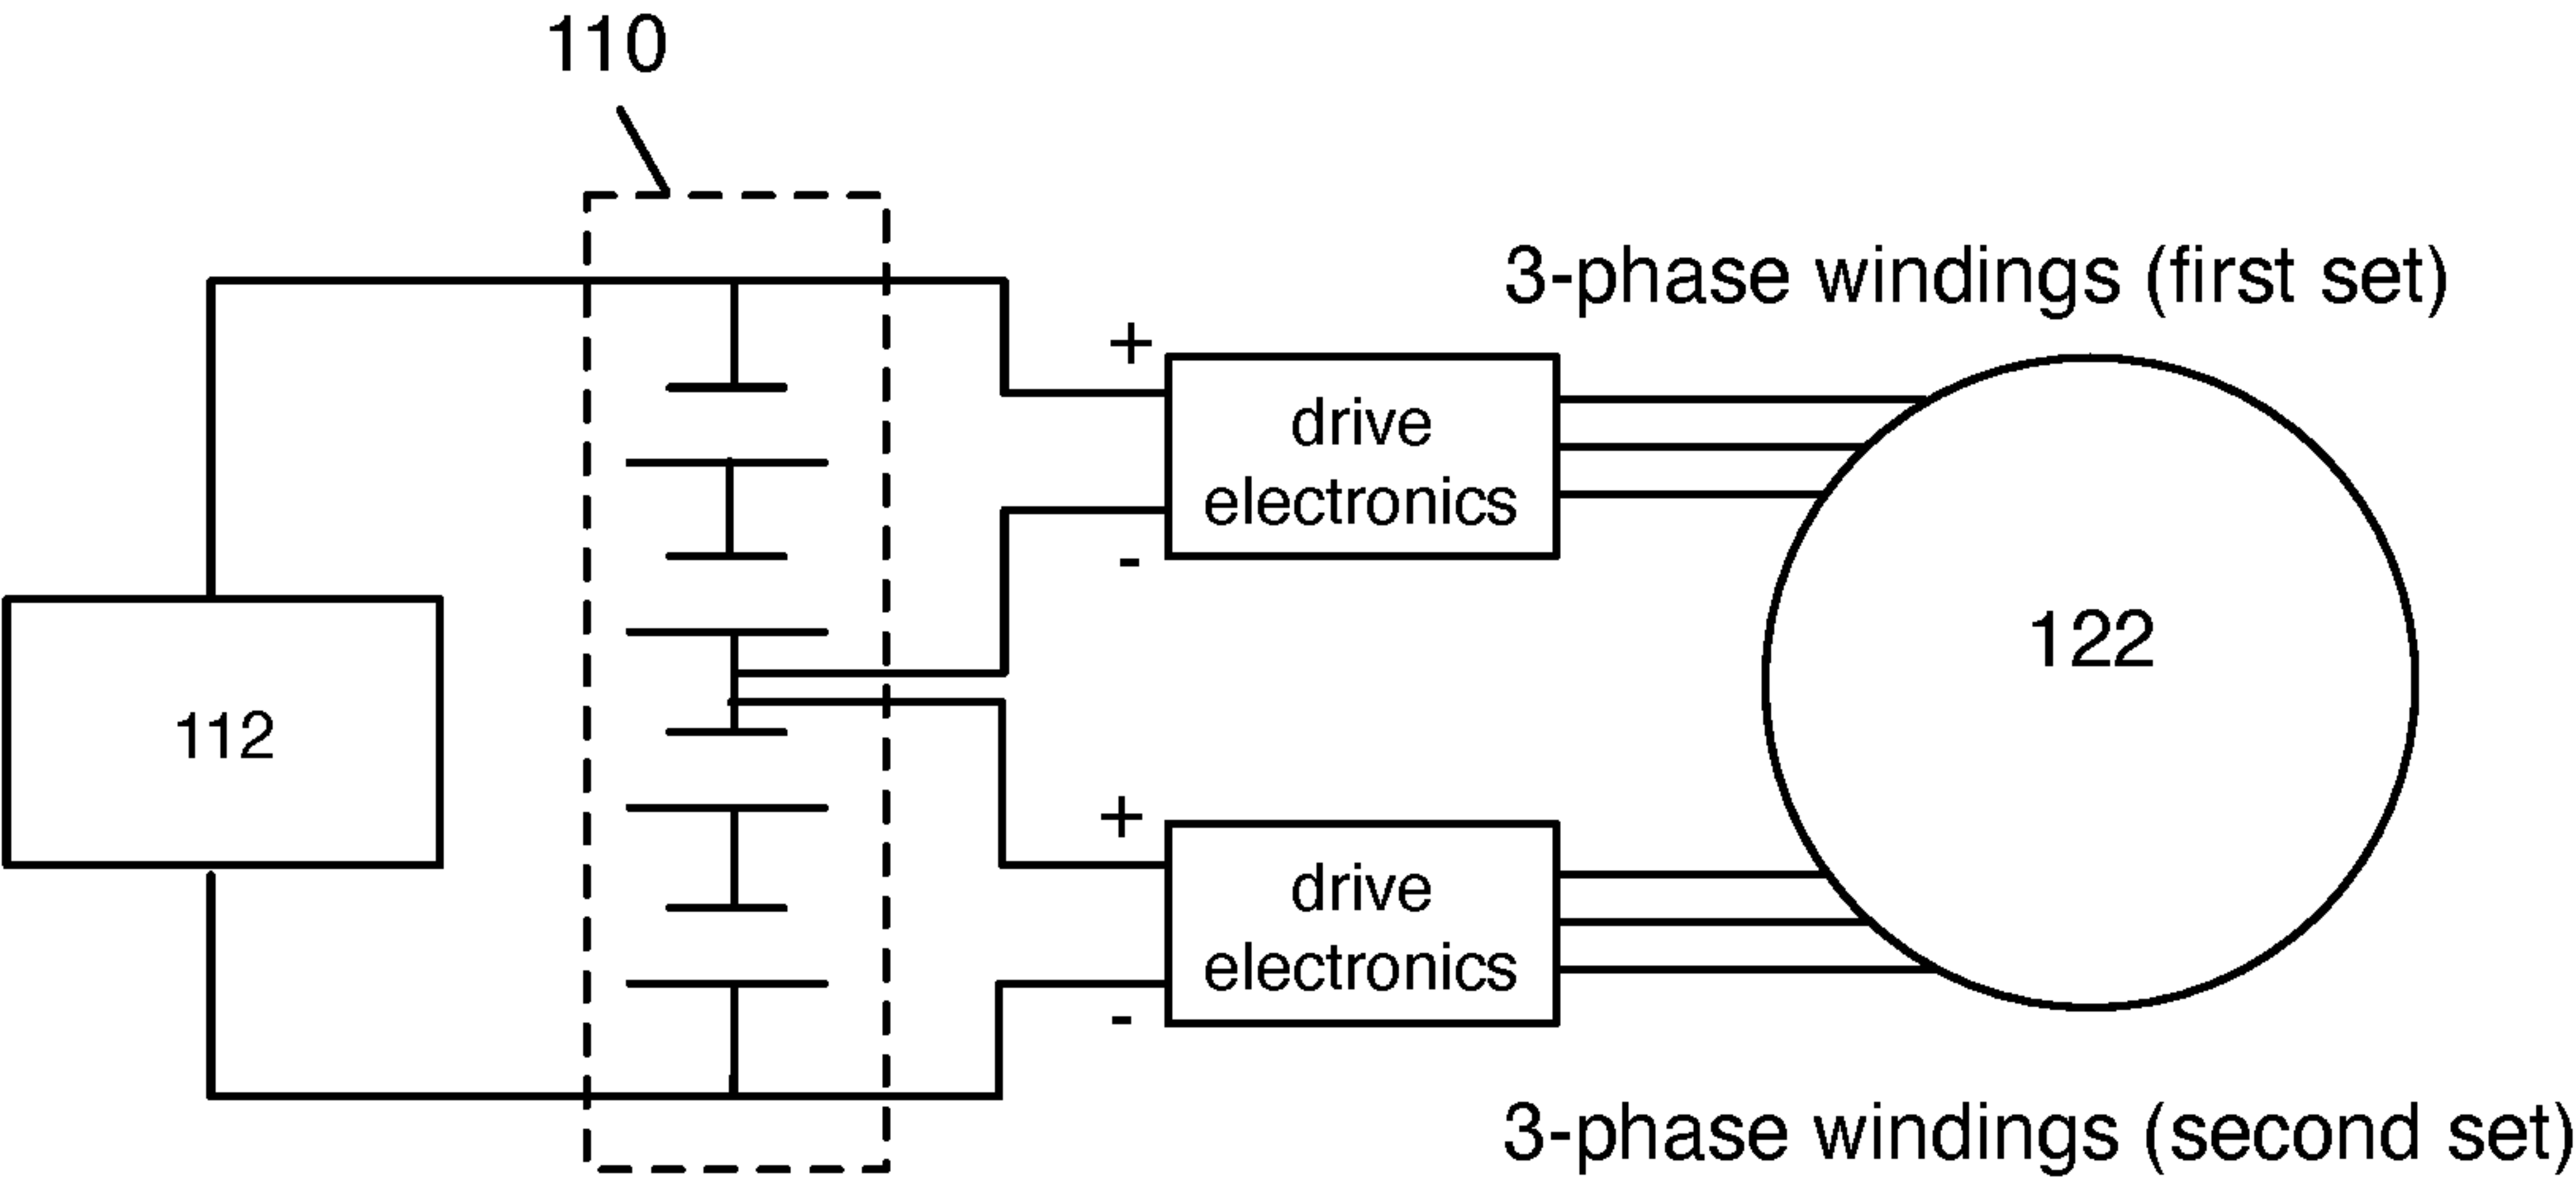 110
3-phase windings (first set)
+
drive
electronics
-
122
112
+
drive
electronics
-
3-phase windings (second set)